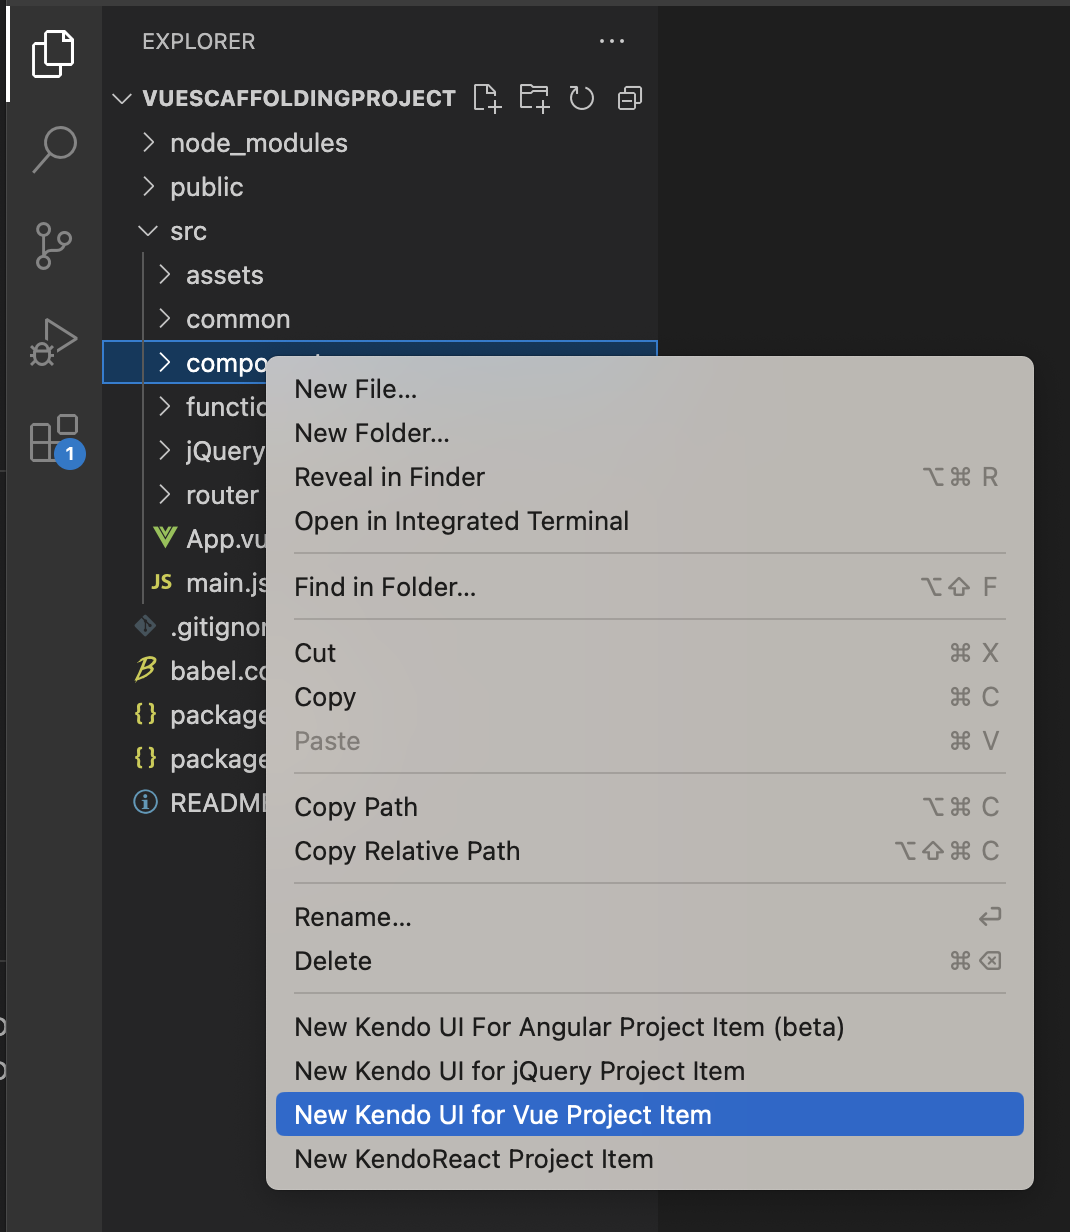 EXPLORER
VUESCAFFOLDINGPROJECT
node_modules
public
src
assets
common
compo
functio
jQuery
router
App.vu
JS main.js
.gitignor
babel.co
{} package
{} package
README
1
New File...
New Folder...
Reveal in Finder ⌥⌘ R
Open in Integrated Terminal
Find in Folder... ⌥⇧ F
Cut ⌘ X
Copy ⌘ C
Paste ⌘ V
Copy Path ⌥⌘ C
Copy Relative Path ⌥⇧⌘ C
Rename... ↩
Delete ⌘⌫
New Kendo UI For Angular Project Item (beta)
New Kendo UI for jQuery Project Item
New Kendo UI for Vue Project Item
New KendoReact Project Item